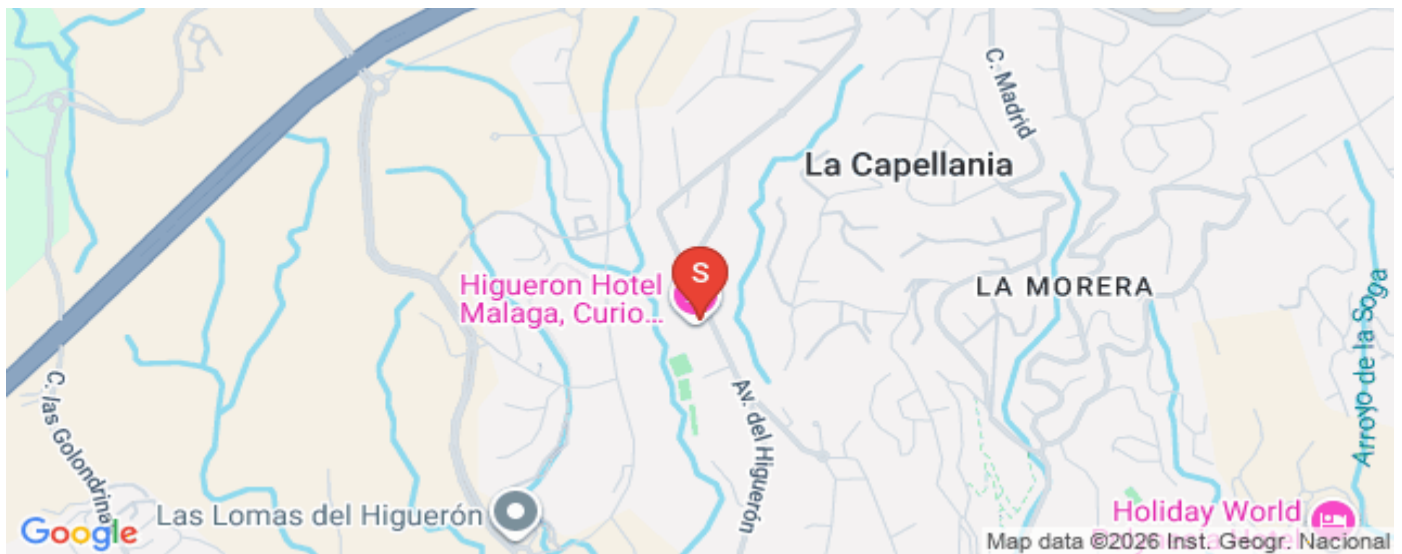 C. Madrid
La Capellania
S
Higueron Hotel
Malaga, Curio...
LA MORERA
Arroyo de la Soga
C. las Golondrina
Av. del Higuerón
Las Lomas del Higuerón
Holiday World
Google
Map data ©2026 Inst. Geogr. Nacional